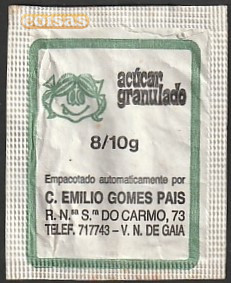 coisas
açúcar
granulado
8/10g
Empacotado automaticamente por
C. EMILIO GOMES PAIS
R. N.ª S.ª DO CARMO, 73
TELEF. 717743 – V. N. DE GAIA